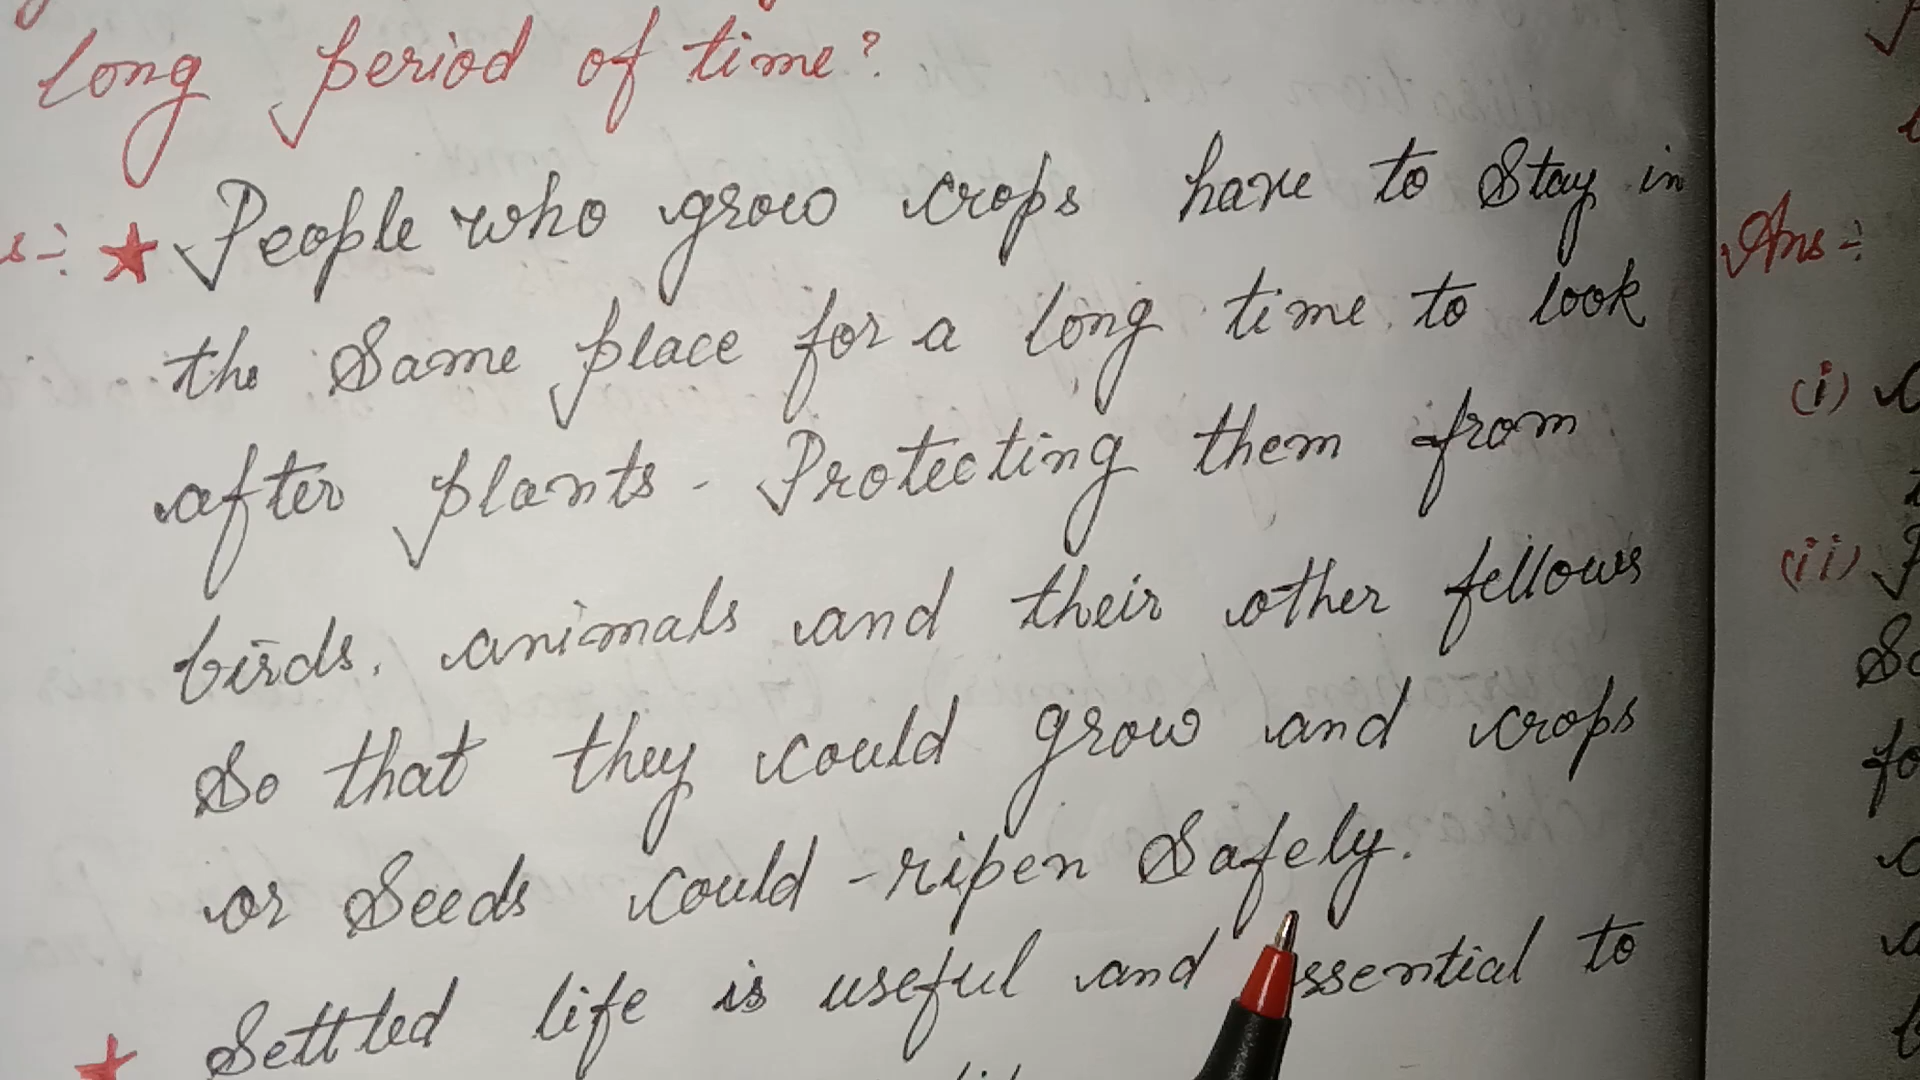 long period of time?
s:- ★ People who grow crops have to Stay in
the Same place for a long time to look
after plants - Protecting them from
birds, animals and their other fellows
So that they could grow and crops
or Seeds could ripen Safely.
★ Settled life is useful and essential to
Ans:-
(i)
(ii)
So
fo